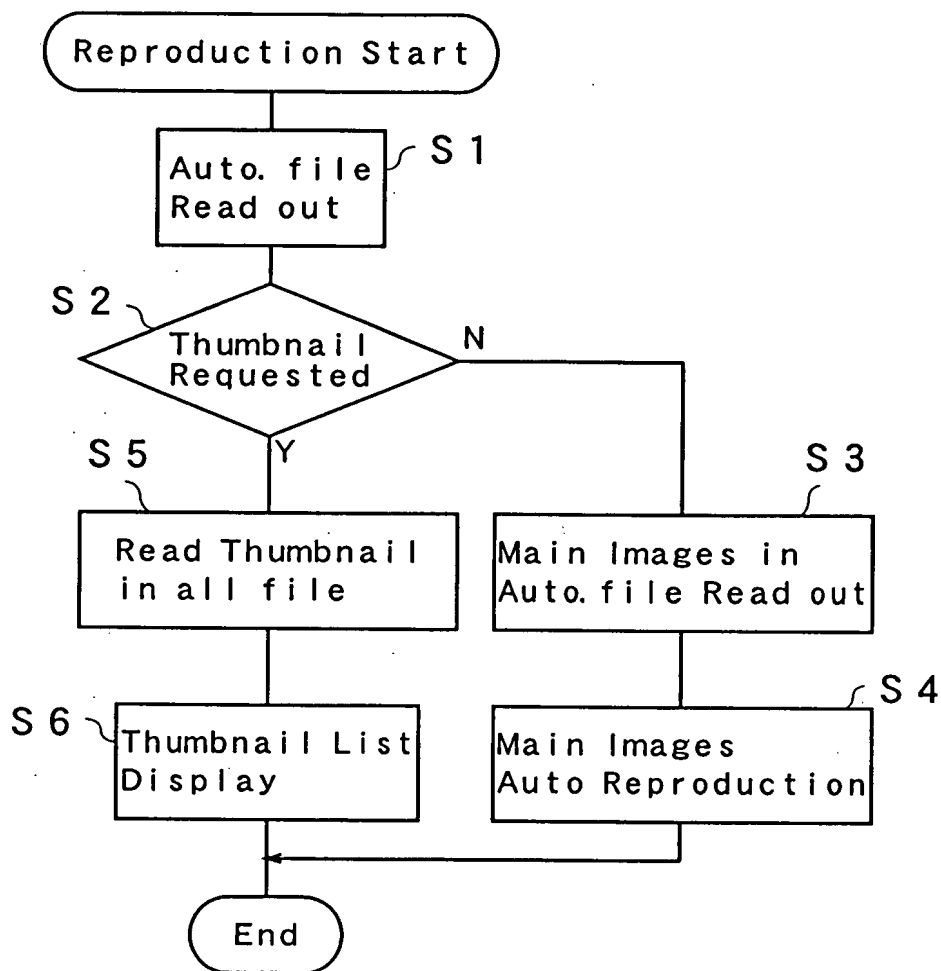 Reproduction Start
S1
Auto. file
Read out
S2
Thumbnail
Requested
N
Y
S5
Read Thumbnail
in all file
S3
Main Images in
Auto. file Read out
S6
Thumbnail List
Display
S4
Main Images
Auto Reproduction
End